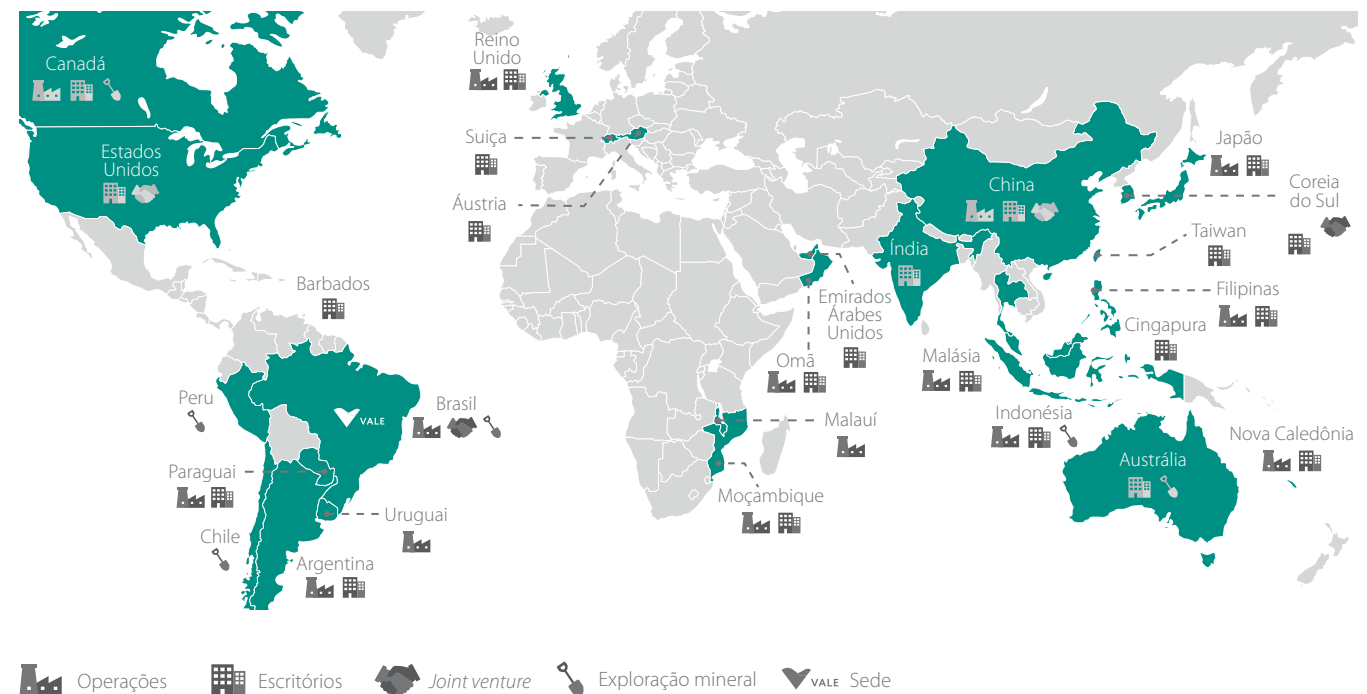 Reino
Unido
Canadá
Estados
Unidos
Suiça
Áustria
Japão
Coreia
do Sul
China
Taiwan
Índia
Barbados
Emirados
Árabes
Unidos
Filipinas
Cingapura
Omã
Malásia
Peru
Brasil
VALE
Malauí
Indonésia
Nova Caledônia
Austrália
Paraguai
Moçambique
Uruguai
Chile
Argentina
Operações
Escritórios
Joint venture
Exploração mineral
VALE Sede